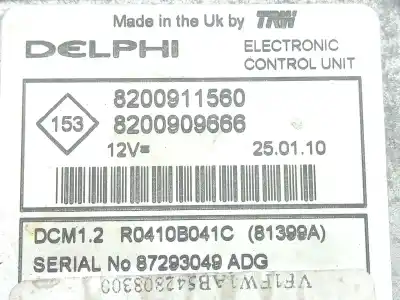 Made in the Uk by TRW
DELPHI
ELECTRONIC
CONTROL UNIT
153
8200911560
8200909666
12V=
25.01.10
DCM1.2 R0410B041C (81399A)
SERIAL No 87293049 ADG